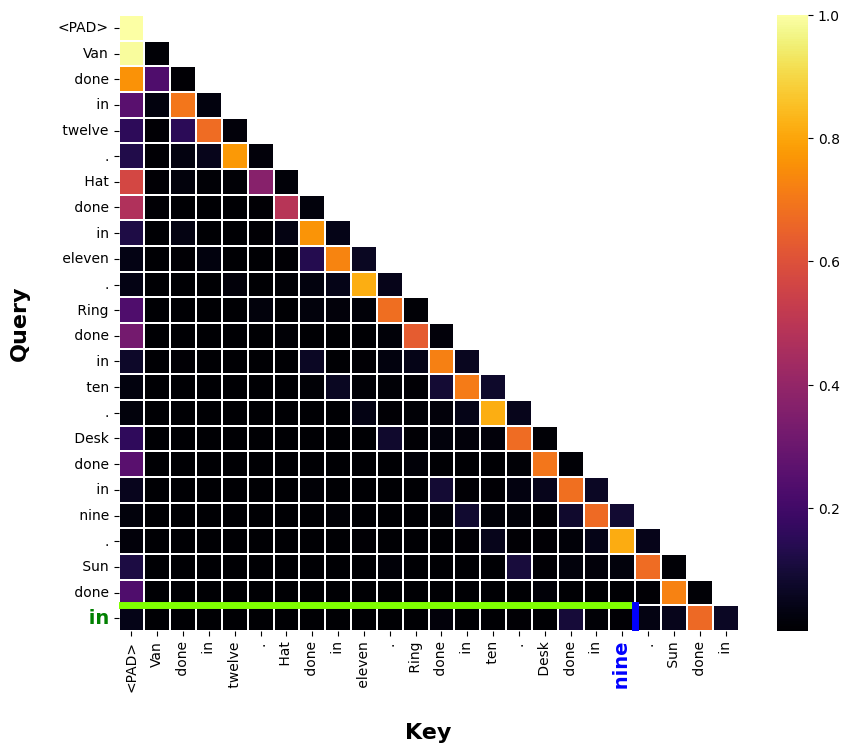 <PAD>
Van
done
in
twelve
.
Hat
done
in
eleven
.
Ring
done
in
ten
.
Desk
done
in
nine
.
Sun
done
in
Query
<PAD>
Van
done
in
twelve
.
Hat
done
in
eleven
.
Ring
done
in
ten
.
Desk
done
in
nine
.
Sun
done
in
Key
1.0
0.8
0.6
0.4
0.2